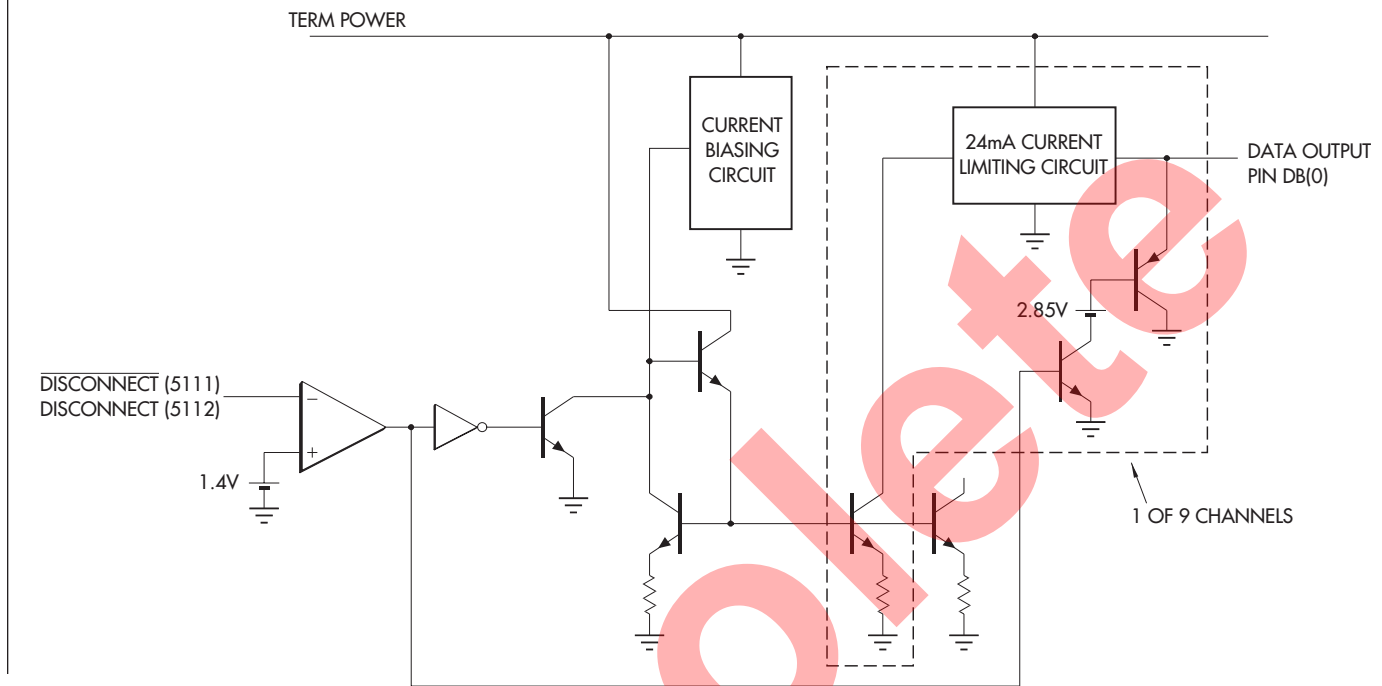 TERM POWER
CURRENT
BIASING
CIRCUIT
24mA CURRENT
LIMITING CIRCUIT
DATA OUTPUT
PIN DB(0)
2.85V
DISCONNECT (5111)
DISCONNECT (5112)
−
+
1.4V
1 OF 9 CHANNELS
olete